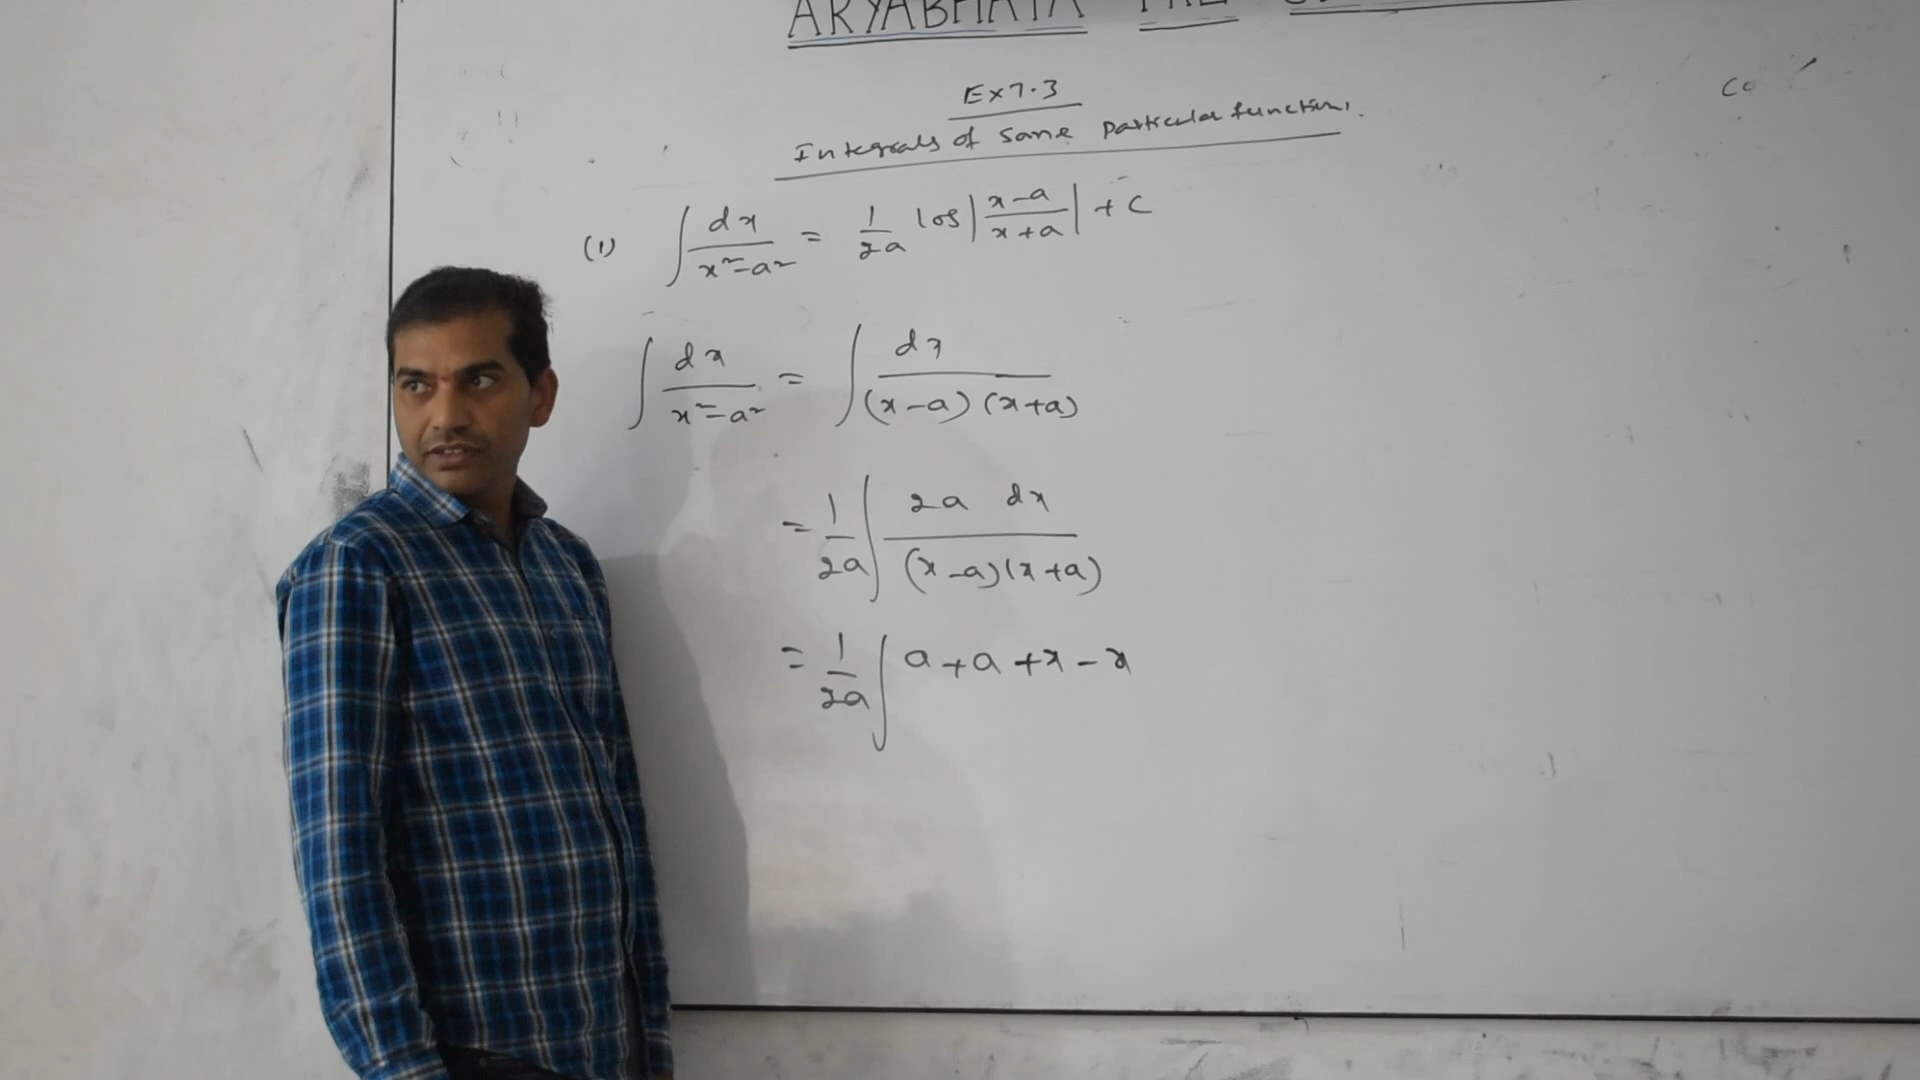 ARYABHATA
Ex 7.3
Integrals of some particular function.
(1) ∫ dx / (x² - a²) = 1/2a log |(x - a)/(x + a)| + c
∫ dx / (x² - a²) = ∫ dx / ((x - a)(x + a))
= 1/2a ∫ 2a dx / ((x - a)(x + a))
= 1/2a ∫ a + a + x - x